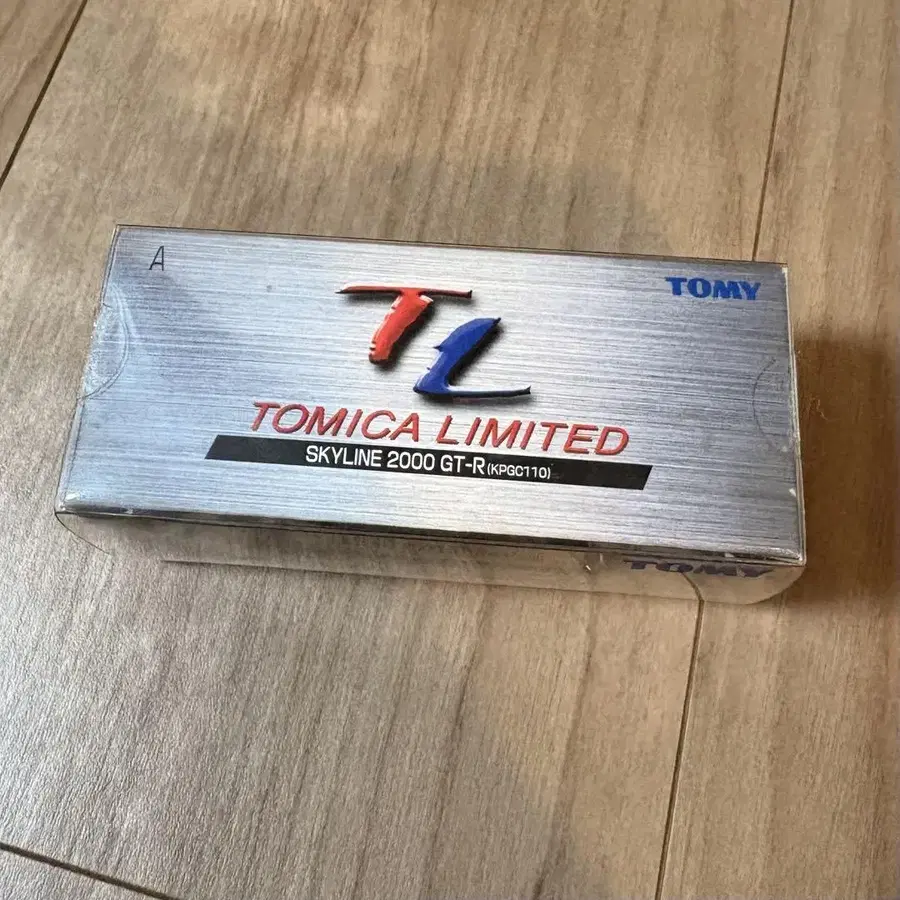 A
TOMY
TL
TOMICA LIMITED
SKYLINE 2000 GT-R(KPGC110)
TOMY